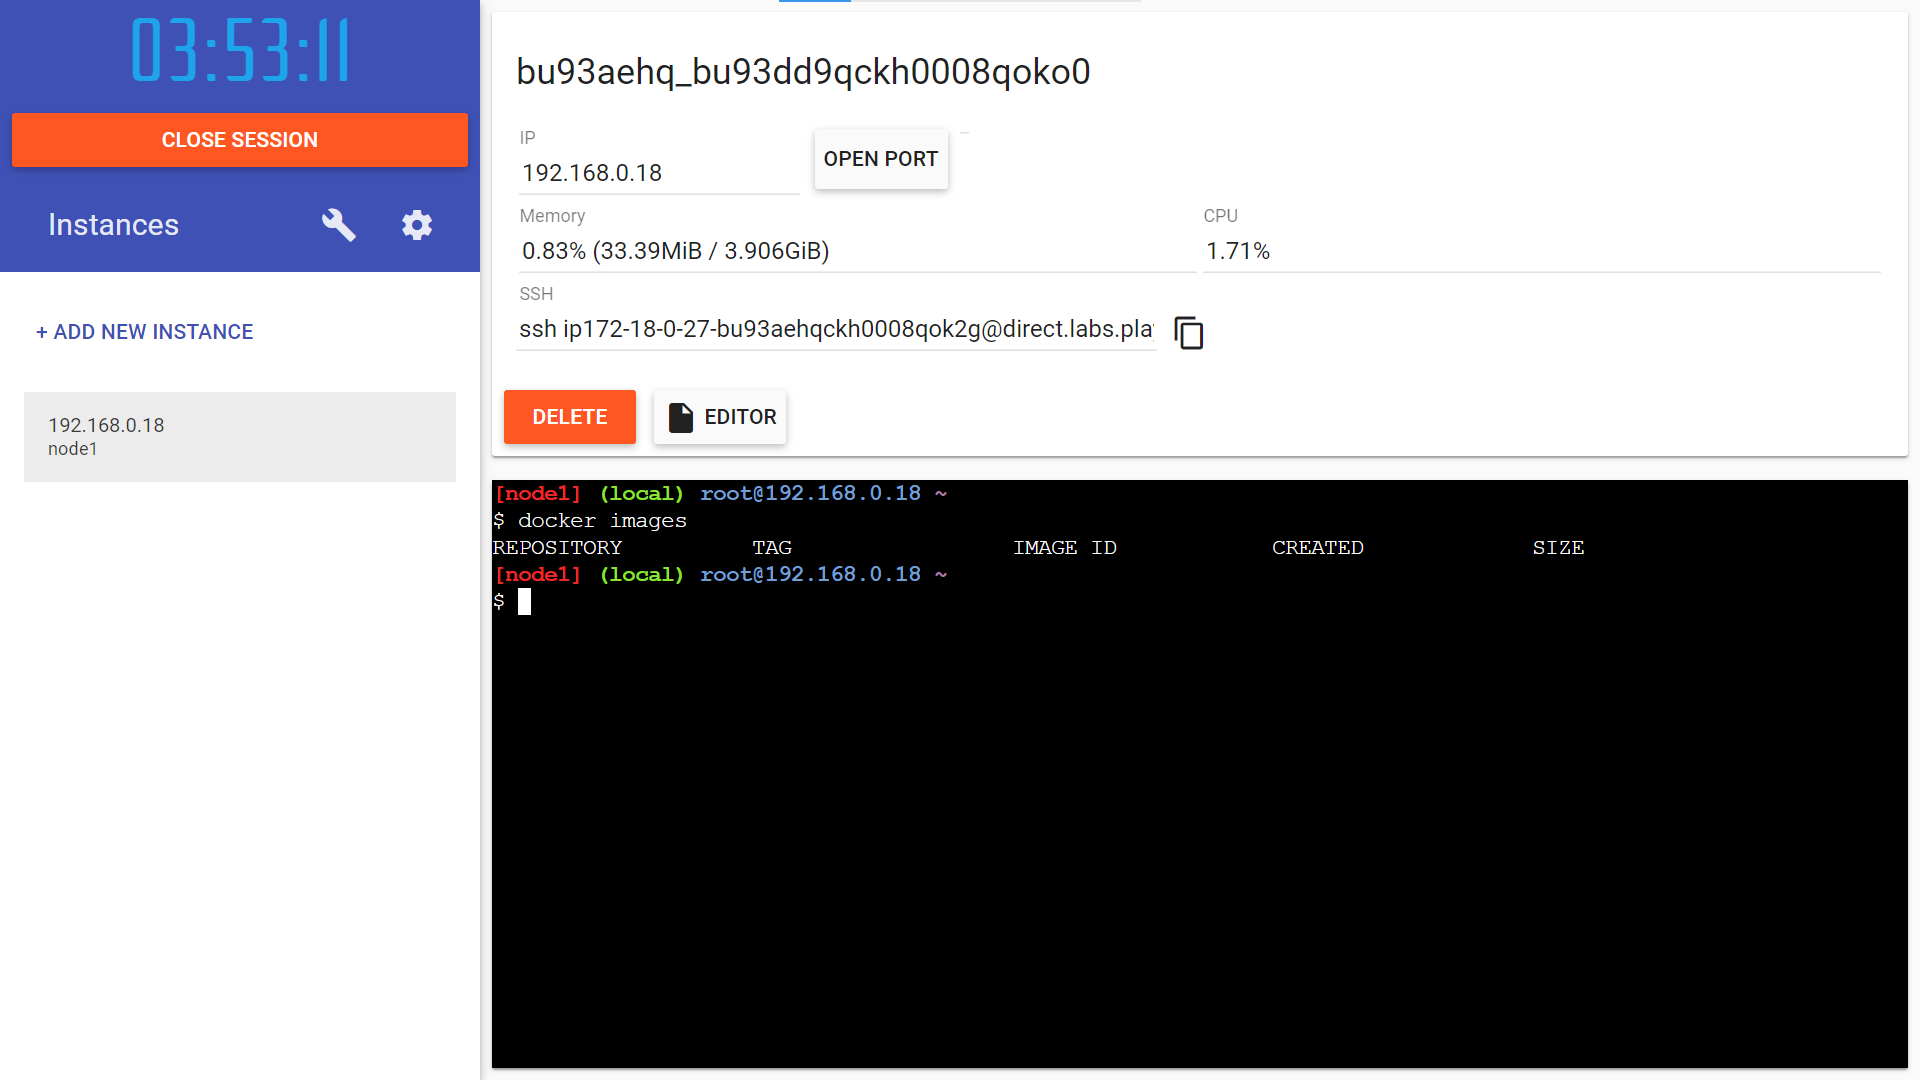 03:53:11
CLOSE SESSION
Instances
+ ADD NEW INSTANCE
192.168.0.18
node1
bu93aehq_bu93dd9qckh0008qoko0
IP
192.168.0.18
OPEN PORT
Memory
0.83% (33.39MiB / 3.906GiB)
CPU
1.71%
SSH
ssh ip172-18-0-27-bu93aehqckh0008qok2g@direct.labs.play
DELETE
EDITOR
[node1] (local) root@192.168.0.18 ~
$ docker images
REPOSITORY TAG IMAGE ID CREATED SIZE
[node1] (local) root@192.168.0.18 ~
$